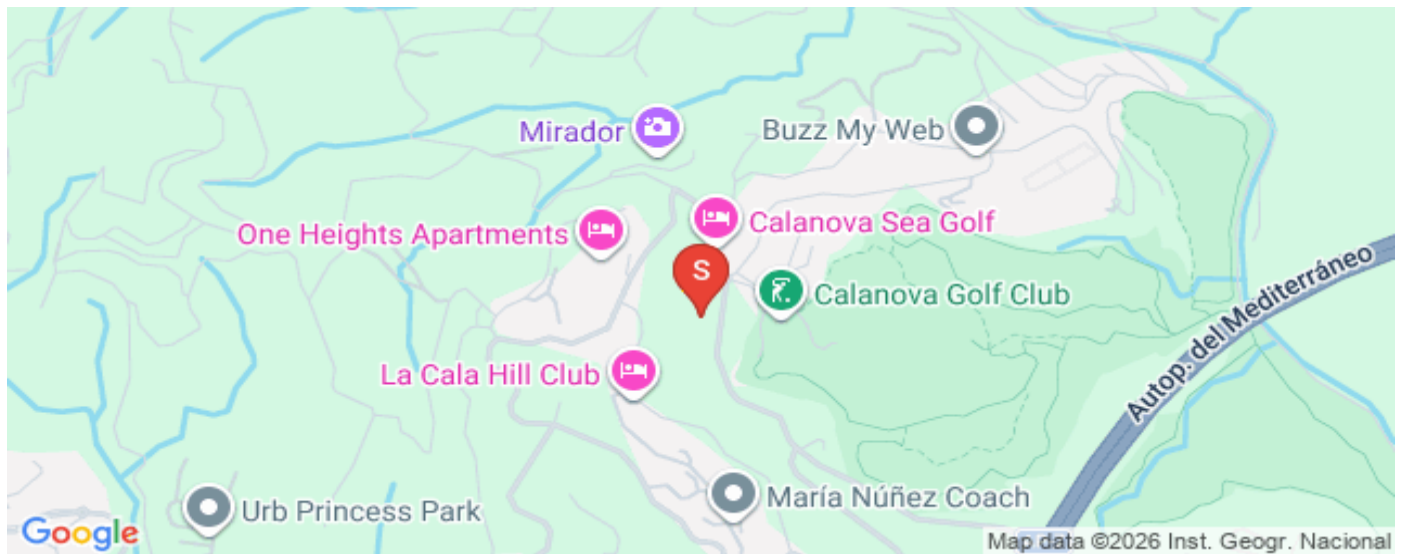 Mirador
Buzz My Web
One Heights Apartments
Calanova Sea Golf
S
Calanova Golf Club
Autop. del Mediterráneo
La Cala Hill Club
Urb Princess Park
María Núñez Coach
Google
Map data ©2026 Inst. Geogr. Nacional